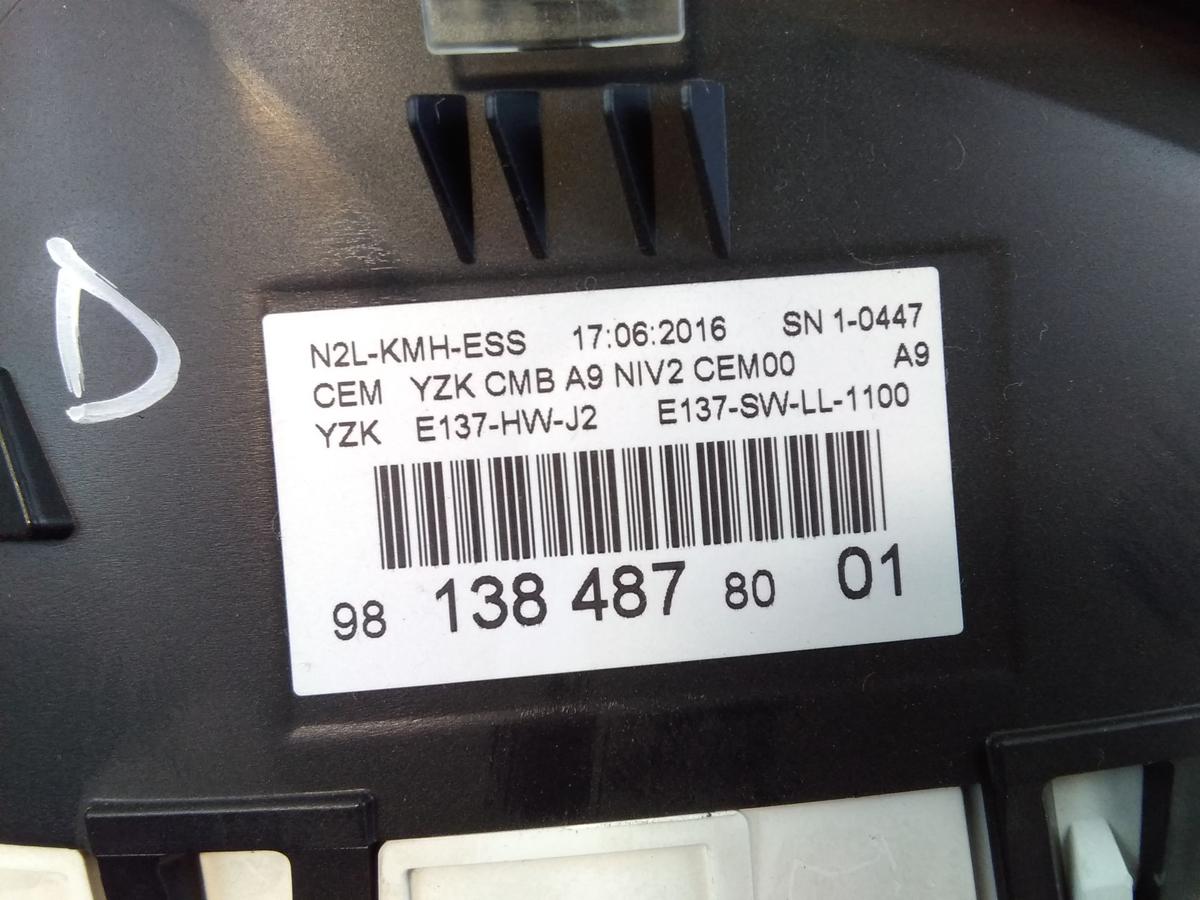 D
N2L-KMH-ESS 17:06:2016 SN 1-0447
CEM YZK CMB A9 NIV2 CEM00 A9
YZK E137-HW-J2 E137-SW-LL-1100
98 138 487 80 01